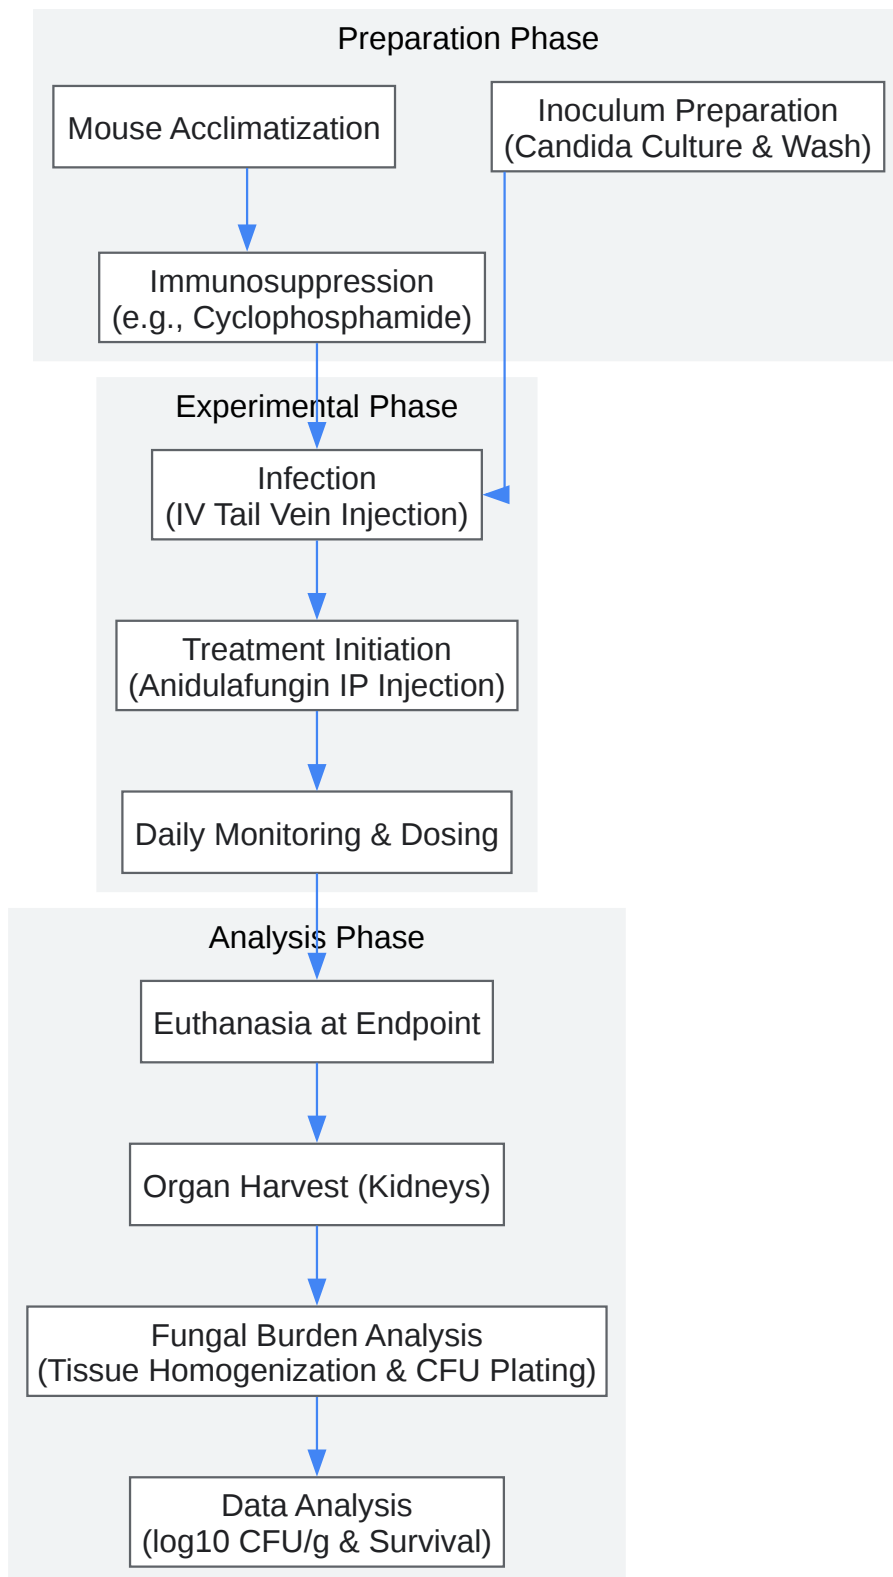 Preparation Phase
Mouse Acclimatization
Inoculum Preparation
(Candida Culture & Wash)
Immunosuppression
(e.g., Cyclophosphamide)
Experimental Phase
Infection
(IV Tail Vein Injection)
Treatment Initiation
(Anidulafungin IP Injection)
Daily Monitoring & Dosing
Analysis Phase
Euthanasia at Endpoint
Organ Harvest (Kidneys)
Fungal Burden Analysis
(Tissue Homogenization & CFU Plating)
Data Analysis
(log10 CFU/g & Survival)